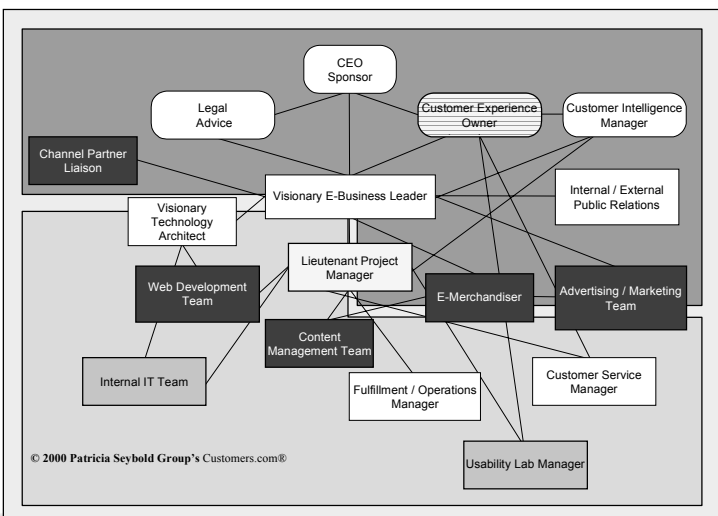 CEO
Sponsor
Legal
Advice
Customer Experience
Owner
Customer Intelligence
Manager
Channel Partner
Liaison
Visionary E-Business Leader
Internal / External
Public Relations
Visionary
Technology
Architect
Lieutenant Project
Manager
Web Development
Team
E-Merchandiser
Advertising / Marketing
Team
Content
Management Team
Internal IT Team
Fulfillment / Operations
Manager
Customer Service
Manager
© 2000 Patricia Seybold Group's Customers.com®
Usability Lab Manager